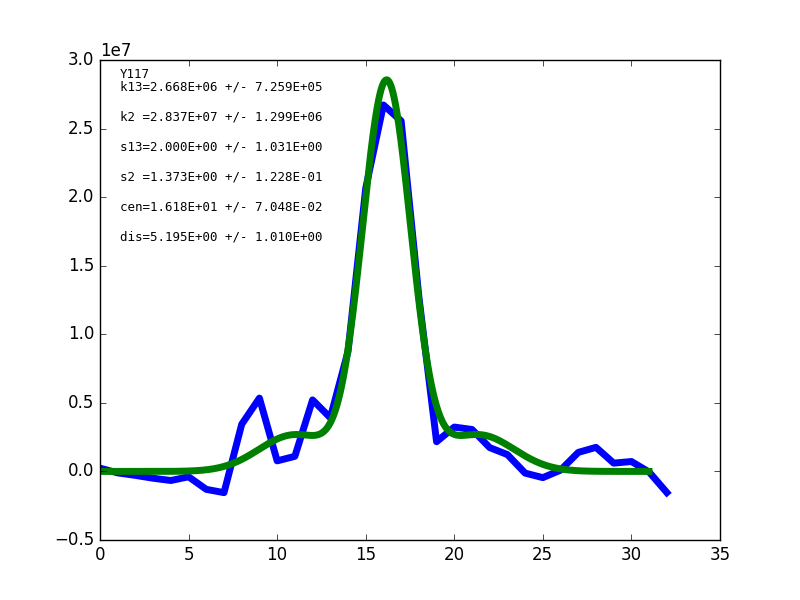 1e7
3.0
Y117
k13=2.668E+06 +/- 7.259E+05
k2 =2.837E+07 +/- 1.299E+06
2.5
s13=2.000E+00 +/- 1.031E+00
s2 =1.373E+00 +/- 1.228E-01
2.0
cen=1.618E+01 +/- 7.048E-02
dis=5.195E+00 +/- 1.010E+00
1.5
1.0
0.5
0.0
−0.5
0 5 10 15 20 25 30 35